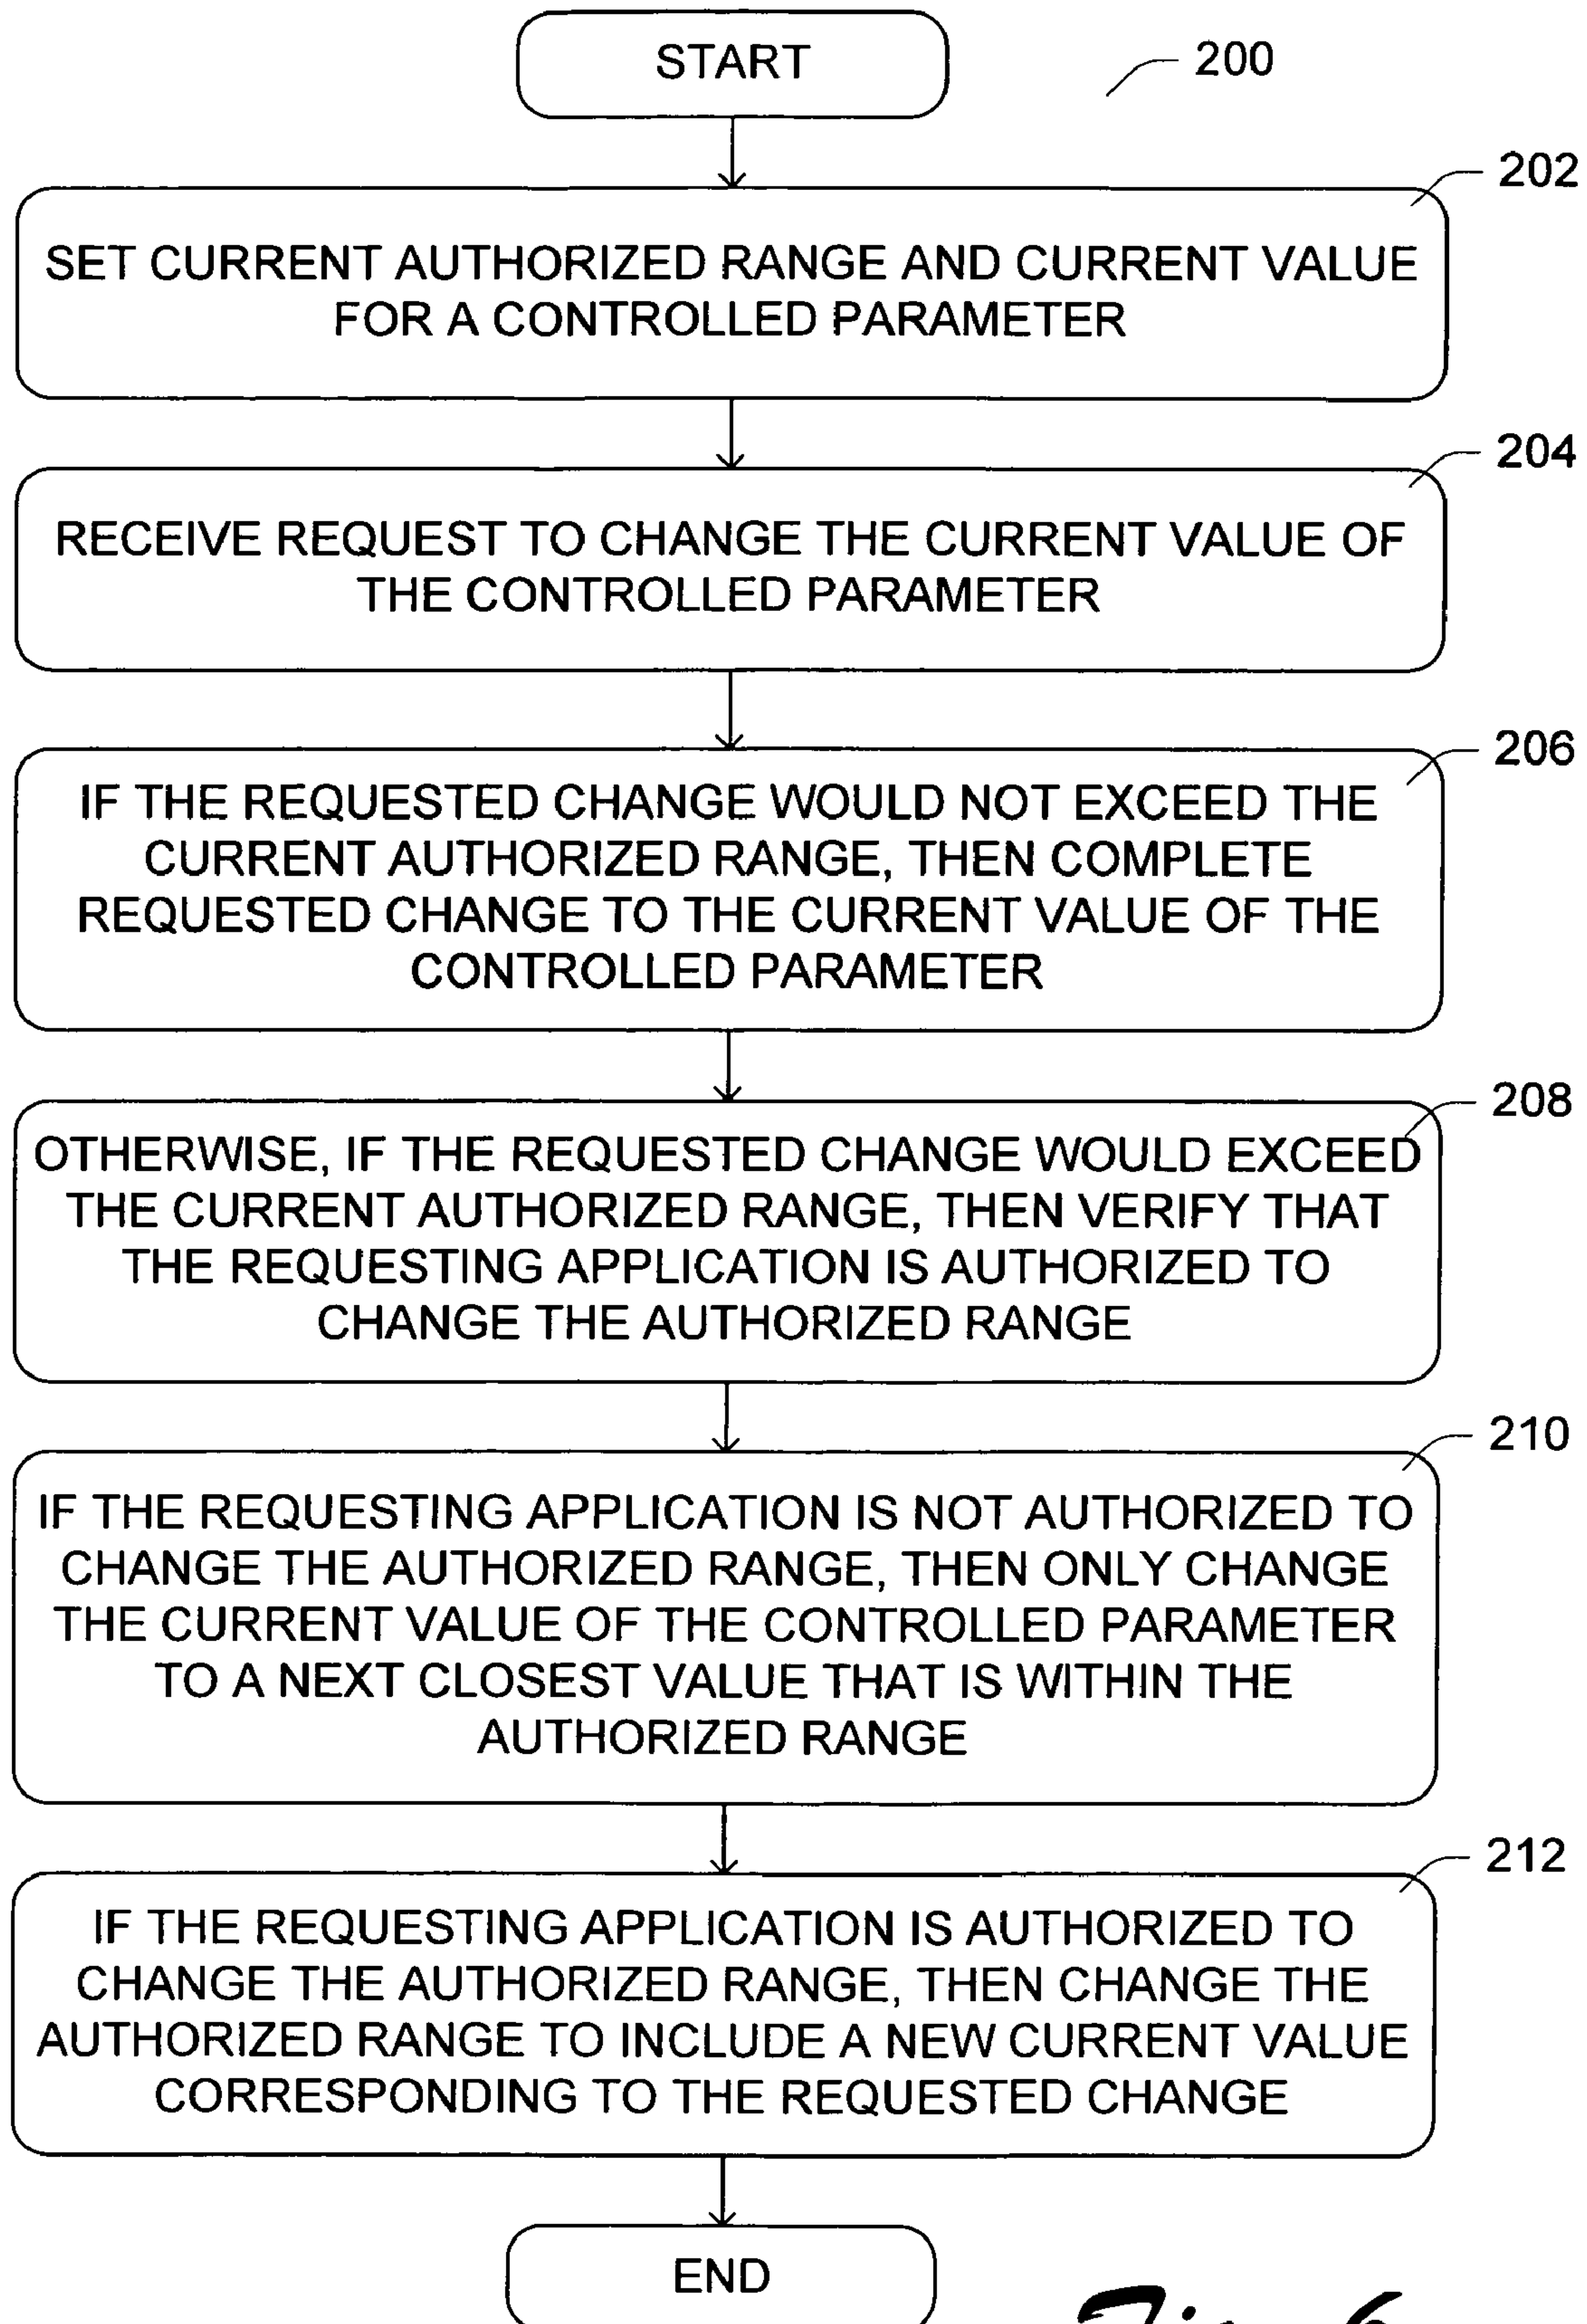 START
200
202
SET CURRENT AUTHORIZED RANGE AND CURRENT VALUE
FOR A CONTROLLED PARAMETER
204
RECEIVE REQUEST TO CHANGE THE CURRENT VALUE OF
THE CONTROLLED PARAMETER
206
IF THE REQUESTED CHANGE WOULD NOT EXCEED THE
CURRENT AUTHORIZED RANGE, THEN COMPLETE
REQUESTED CHANGE TO THE CURRENT VALUE OF THE
CONTROLLED PARAMETER
208
OTHERWISE, IF THE REQUESTED CHANGE WOULD EXCEED
THE CURRENT AUTHORIZED RANGE, THEN VERIFY THAT
THE REQUESTING APPLICATION IS AUTHORIZED TO
CHANGE THE AUTHORIZED RANGE
210
IF THE REQUESTING APPLICATION IS NOT AUTHORIZED TO
CHANGE THE AUTHORIZED RANGE, THEN ONLY CHANGE
THE CURRENT VALUE OF THE CONTROLLED PARAMETER
TO A NEXT CLOSEST VALUE THAT IS WITHIN THE
AUTHORIZED RANGE
212
IF THE REQUESTING APPLICATION IS AUTHORIZED TO
CHANGE THE AUTHORIZED RANGE, THEN CHANGE THE
AUTHORIZED RANGE TO INCLUDE A NEW CURRENT VALUE
CORRESPONDING TO THE REQUESTED CHANGE
END